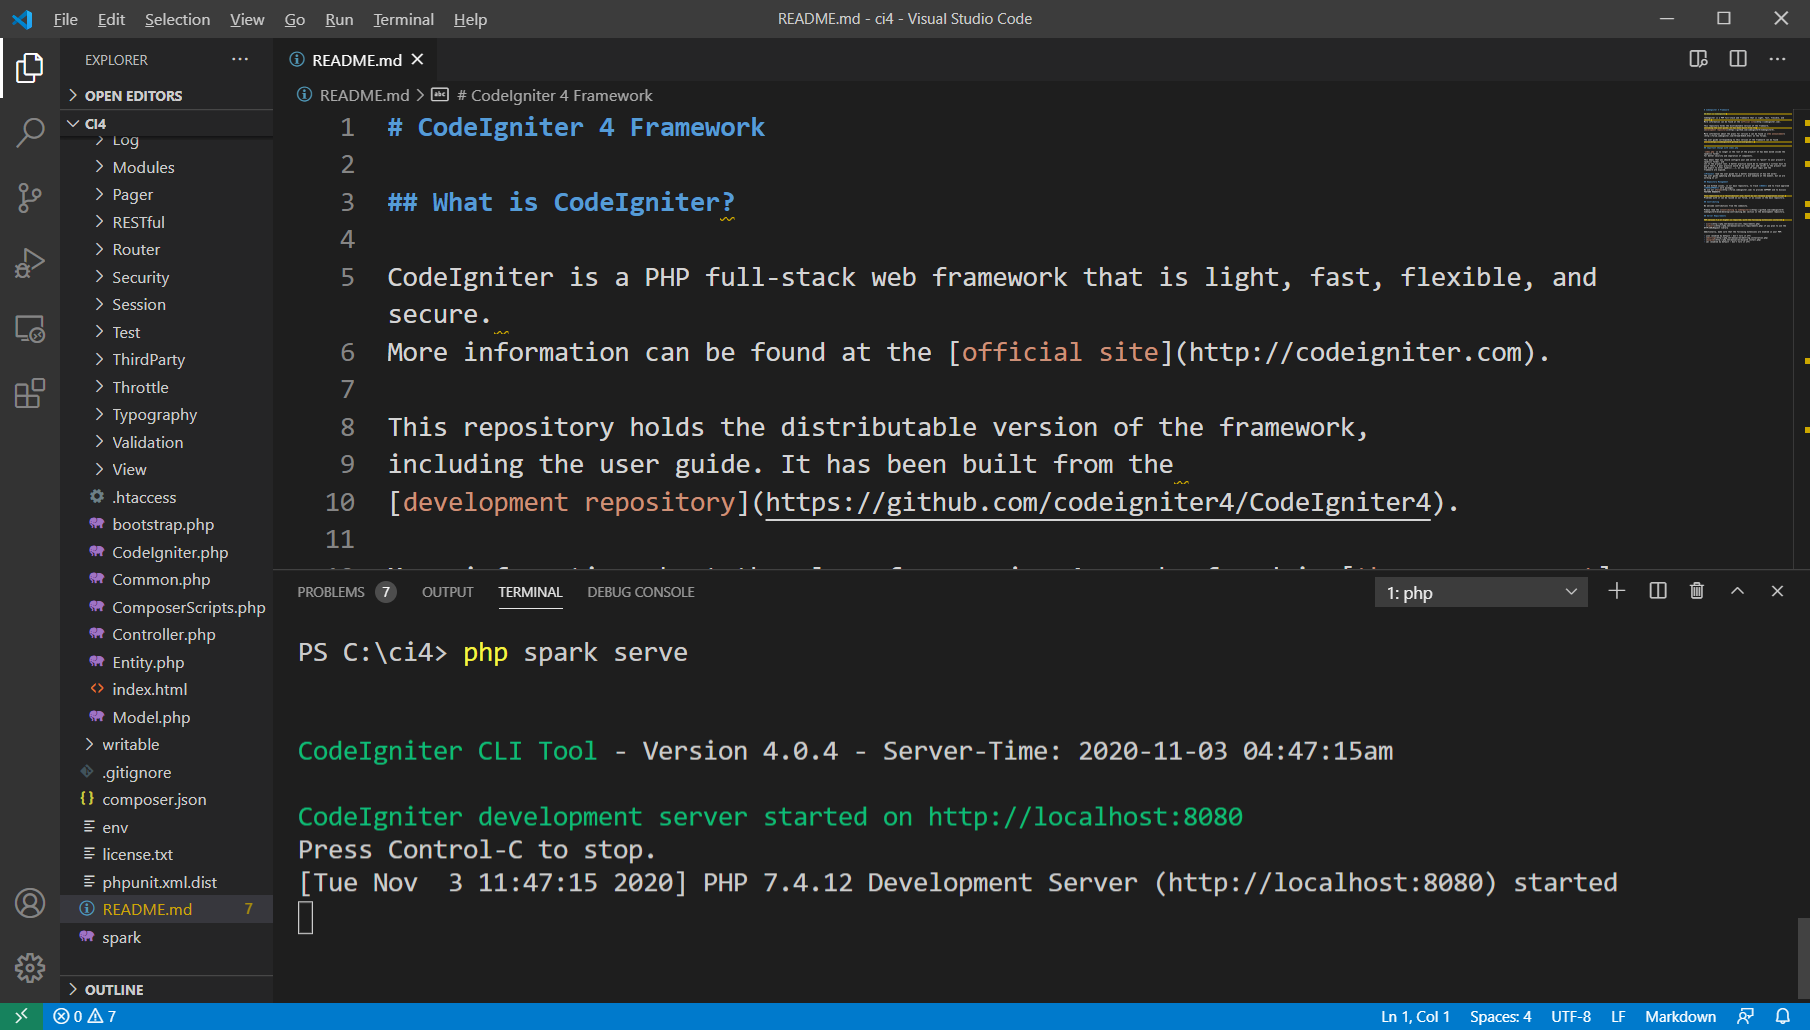 File Edit Selection View Go Run Terminal Help
README.md - ci4 - Visual Studio Code
EXPLORER
OPEN EDITORS
CI4
Log
Modules
Pager
RESTful
Router
Security
Session
Test
ThirdParty
Throttle
Typography
Validation
View
.htaccess
bootstrap.php
CodeIgniter.php
Common.php
ComposerScripts.php
Controller.php
Entity.php
index.html
Model.php
writable
.gitignore
composer.json
env
license.txt
phpunit.xml.dist
README.md 7
spark
OUTLINE
README.md
README.md > # CodeIgniter 4 Framework
1 # CodeIgniter 4 Framework
2
3 ## What is CodeIgniter?
4
5 CodeIgniter is a PHP full-stack web framework that is light, fast, flexible, and
secure.
6 More information can be found at the [official site](http://codeigniter.com).
7
8 This repository holds the distributable version of the framework,
9 including the user guide. It has been built from the
10 [development repository](https://github.com/codeigniter4/CodeIgniter4).
11
PROBLEMS 7 OUTPUT TERMINAL DEBUG CONSOLE
1: php
PS C:\ci4> php spark serve
CodeIgniter CLI Tool - Version 4.0.4 - Server-Time: 2020-11-03 04:47:15am
CodeIgniter development server started on http://localhost:8080
Press Control-C to stop.
[Tue Nov  3 11:47:15 2020] PHP 7.4.12 Development Server (http://localhost:8080) started
0 7
Ln 1, Col 1 Spaces: 4 UTF-8 LF Markdown